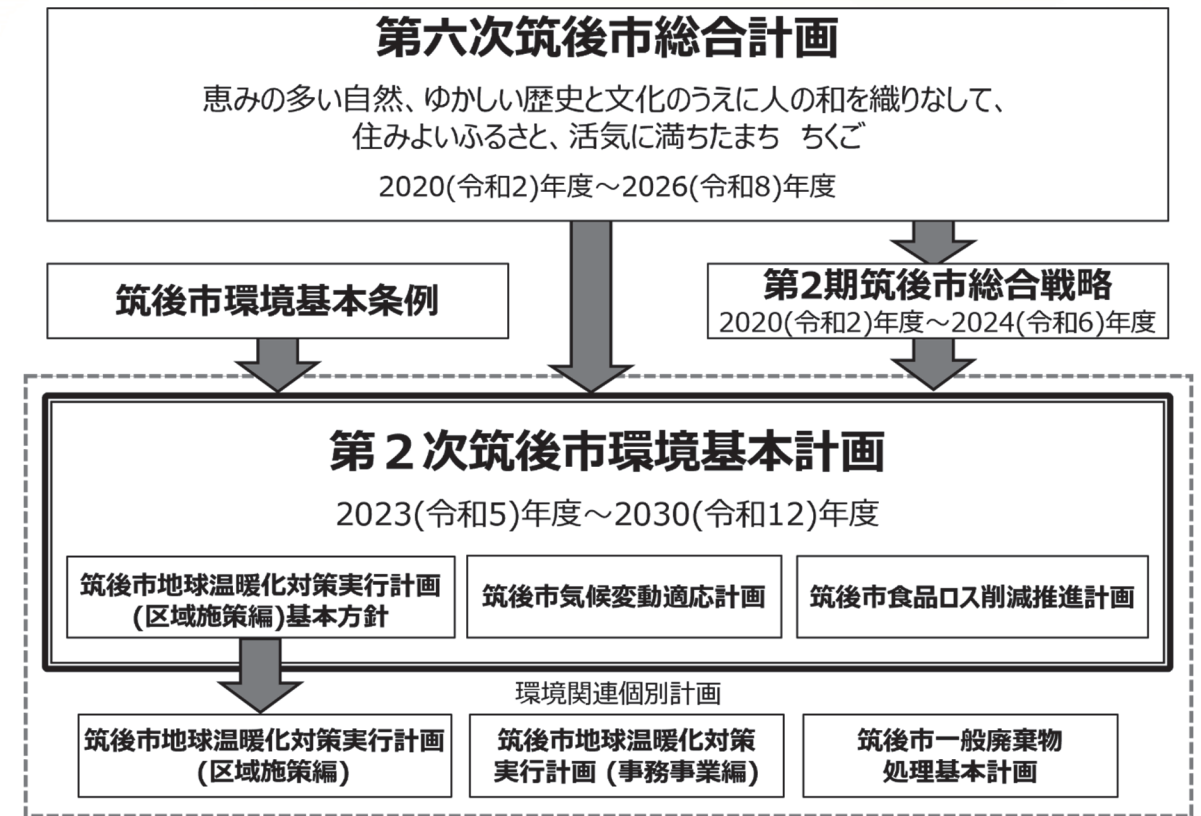 第六次筑後市総合計画
恵みの多い自然、ゆかしい歴史と文化のうえに人の和を織りなして、
住みよいふるさと、活気に満ちたまち　ちくご
2020(令和2)年度～2026(令和8)年度
筑後市環境基本条例
第2期筑後市総合戦略
2020(令和2)年度～2024(令和6)年度
第２次筑後市環境基本計画
2023(令和5)年度～2030(令和12)年度
筑後市地球温暖化対策実行計画
(区域施策編)基本方針
筑後市気候変動適応計画
筑後市食品ロス削減推進計画
環境関連個別計画
筑後市地球温暖化対策実行計画
(区域施策編)
筑後市地球温暖化対策
実行計画 (事務事業編)
筑後市一般廃棄物
処理基本計画